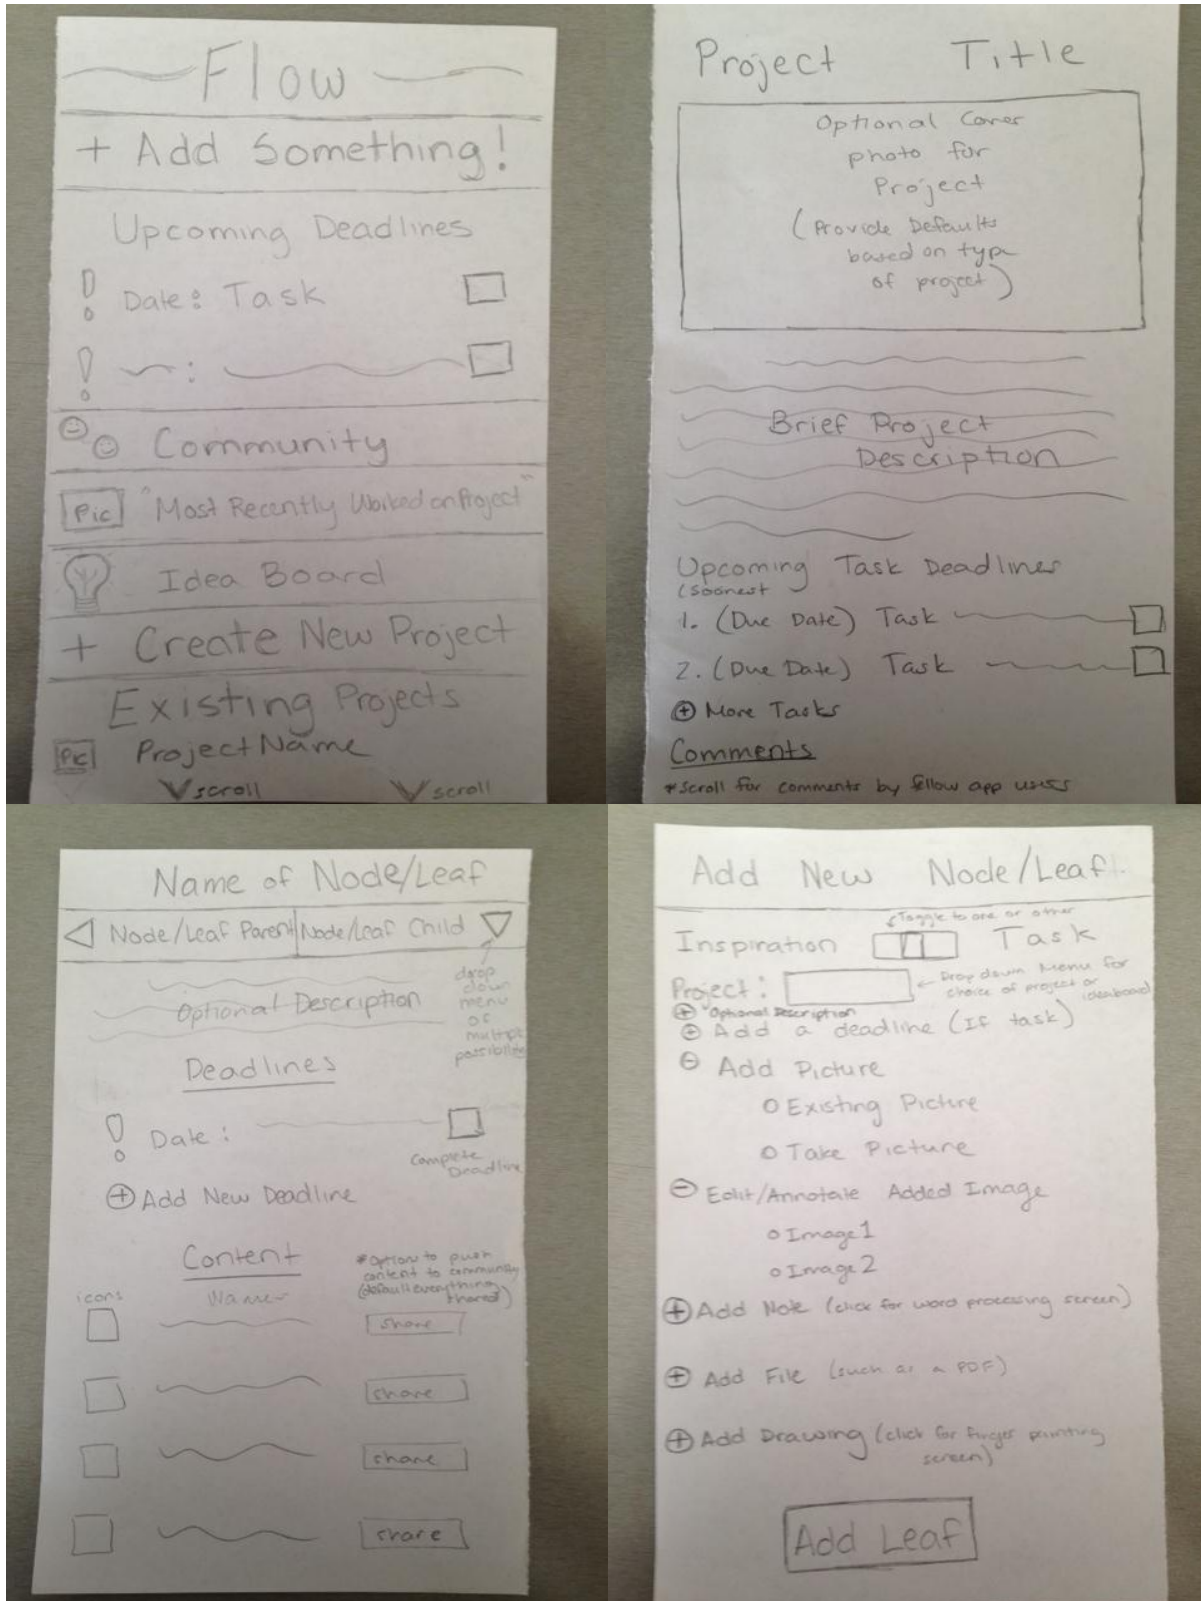 Flow
+ Add Something!
Upcoming Deadlines
! Date: Task
! :
Community
Pic "Most Recently Worked on Project"
Idea Board
+ Create New Project
Existing Projects
Pic Project Name
scroll scroll
Project Title
Optional Cover
photo for
Project
(Provide Defaults
based on type
of project)
Brief Project
Description
Upcoming Task Deadlines
(soonest
1. (Due Date) Task
2. (Due Date) Task
+ More Tasks
Comments
*Scroll for comments by fellow app users
Name of Node/Leaf
Node/Leaf Parent Node/Leaf Child
drop
down
menu
of
multiple
possibilities
Optional Description
Deadlines
! Date:
Complete
Deadline
+ Add New Deadline
Content
*Option to push
content to community
(default everything
shared)
icons
Names
share
share
share
share
Add New Node/Leaf
Toggle to one or other
Inspiration Task
Project:
Drop down Menu for
choice of project or
ideaboard
+ *Optional Description
+ Add a deadline (If task)
- Add Picture
Existing Picture
Take Picture
- Edit/Annotate Added Image
Image 1
Image 2
+ Add Note (click for word processing screen)
+ Add File (such as a PDF)
+ Add Drawing (click for finger painting
screen)
Add Leaf